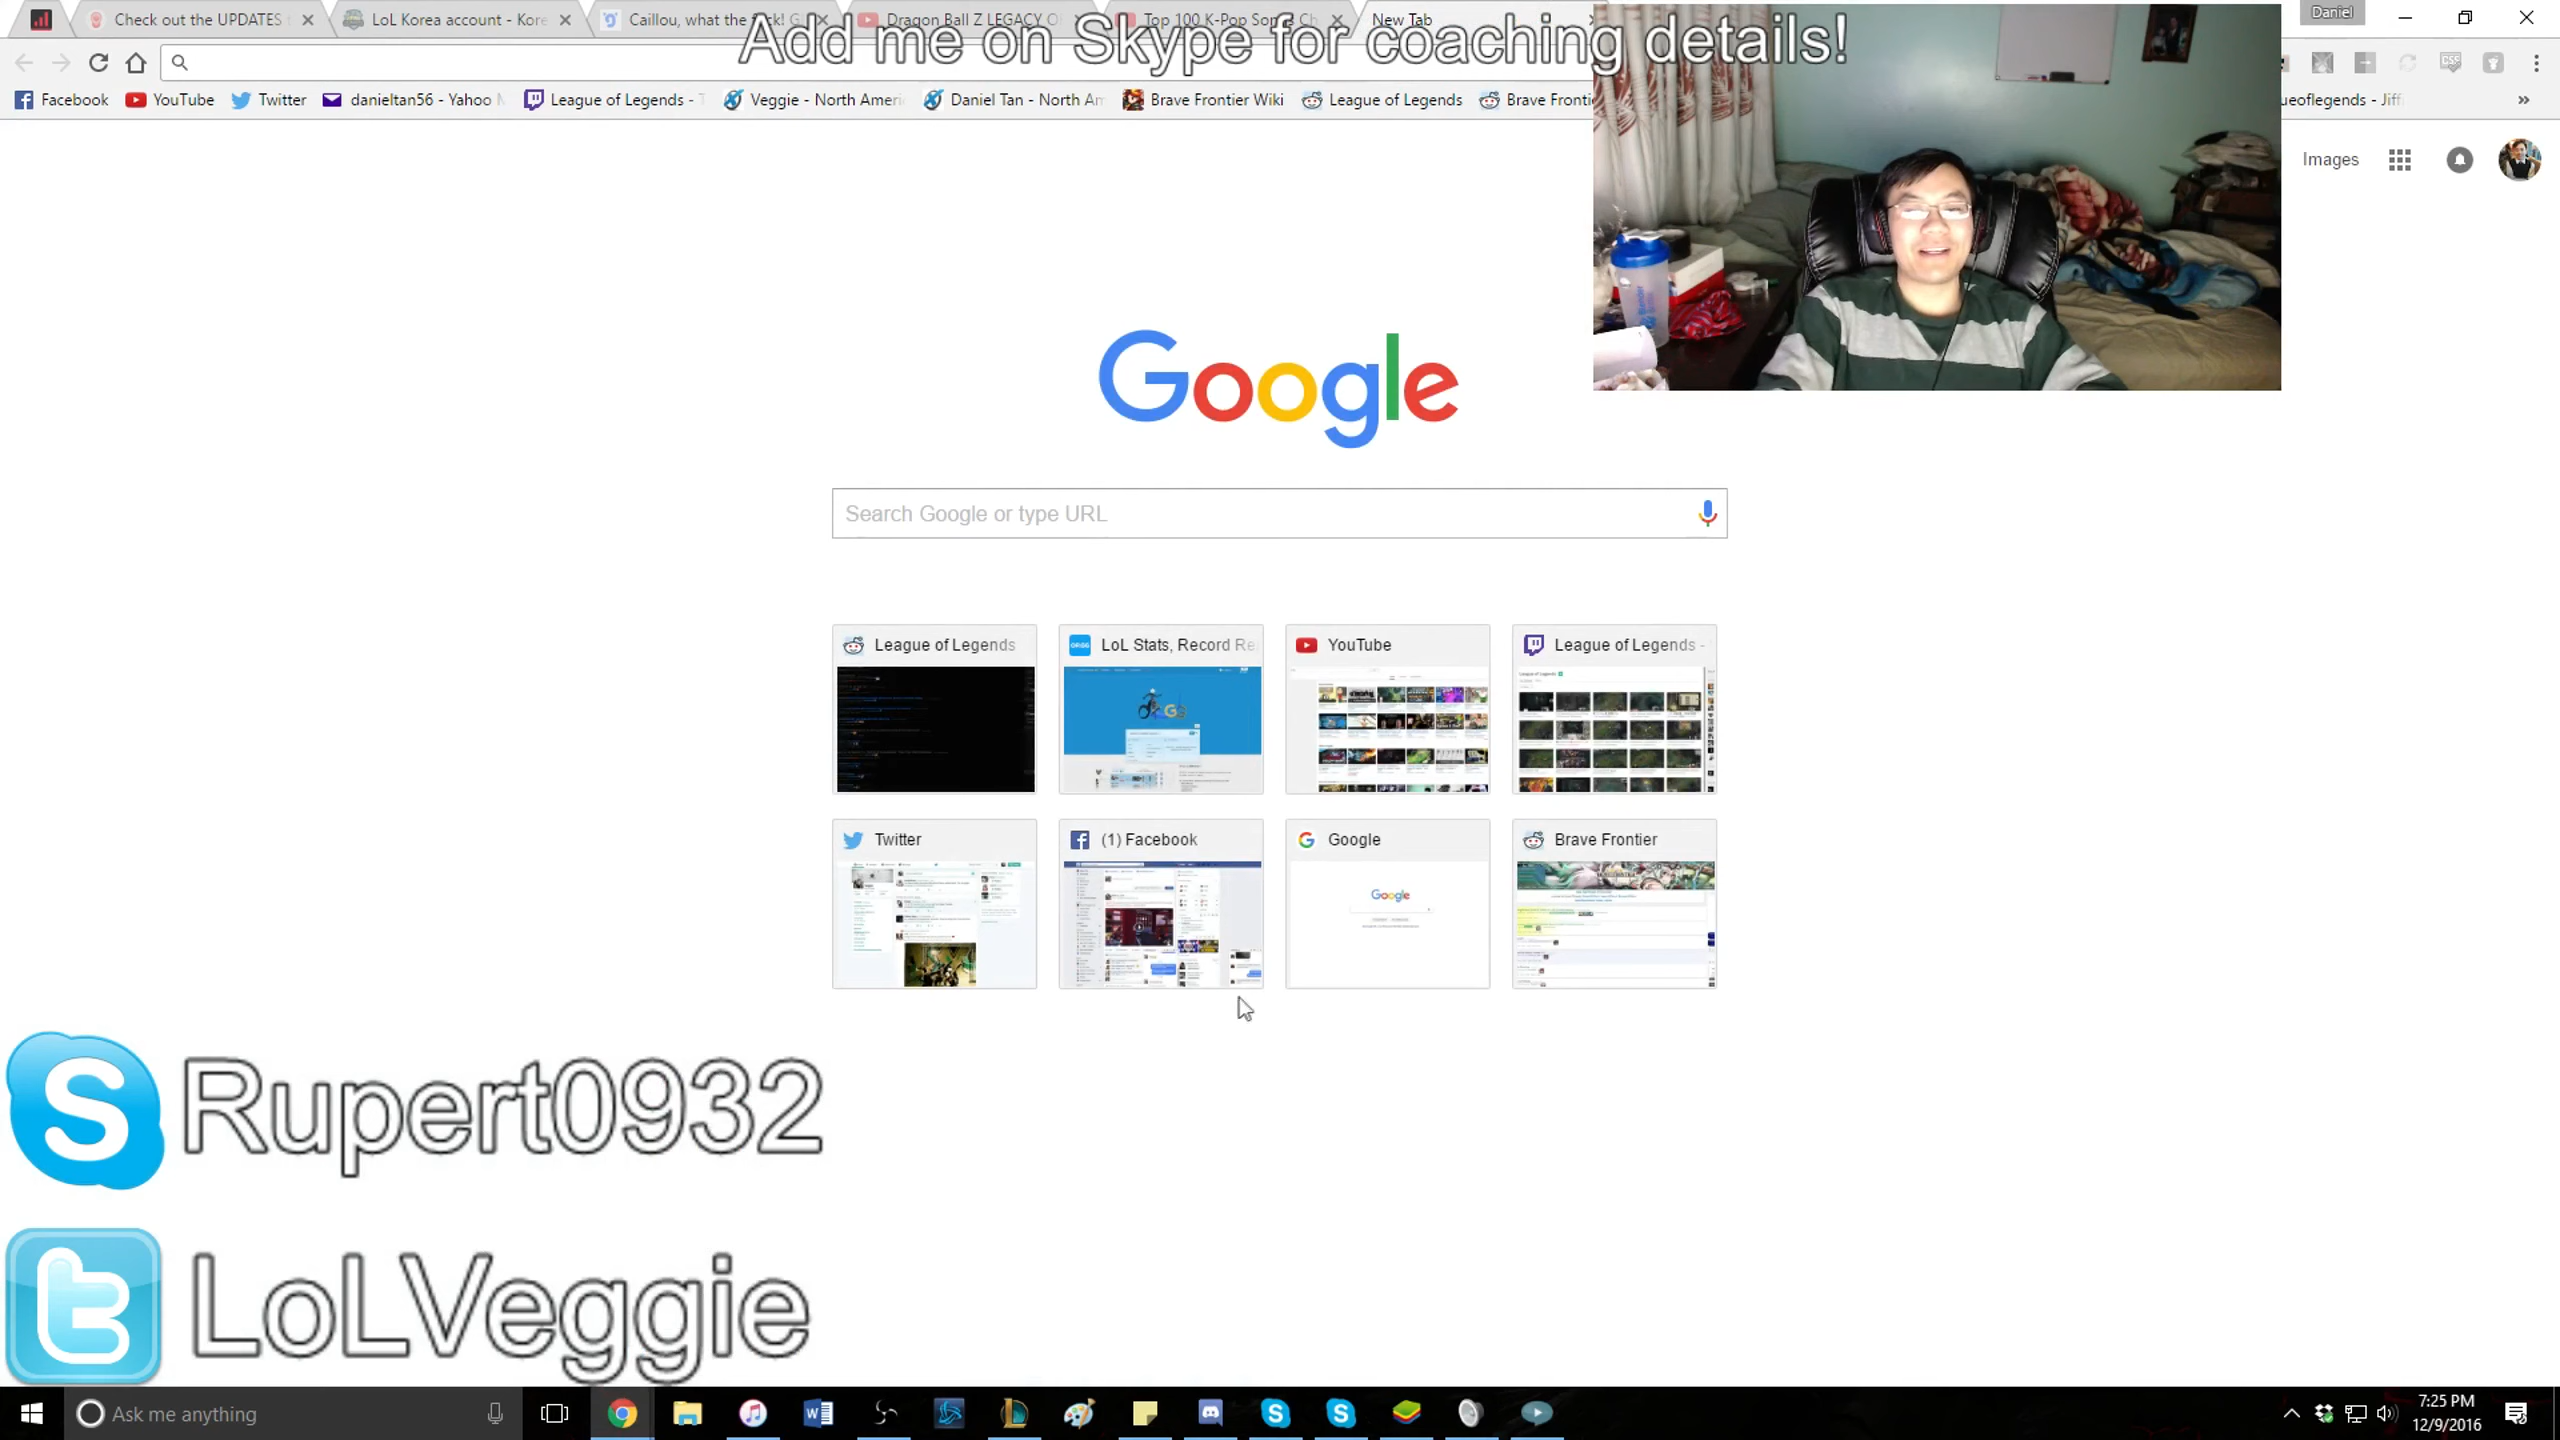 Check out the UPDATES
LoL Korea account - Kore
Caillou, what the
Dragon Ball Z LEGACY
Top 100 K-Pop Songs Ch
New Tab
Daniel
Add me on Skype for coaching details!
Facebook
YouTube
Twitter
danieltan56 - Yahoo
League of Legends -
Veggie - North Ameri
Daniel Tan - North Am
Brave Frontier Wiki
League of Legends
Brave Frontie
ueoflegends - Jiff
Images
Google
Search Google or type URL
League of Legends
LoL Stats, Record Re
YouTube
League of Legends -
Twitter
(1) Facebook
Google
Brave Frontier
Google
S Rupert0932
t LoLVeggie
Ask me anything
7:25 PM
12/9/2016